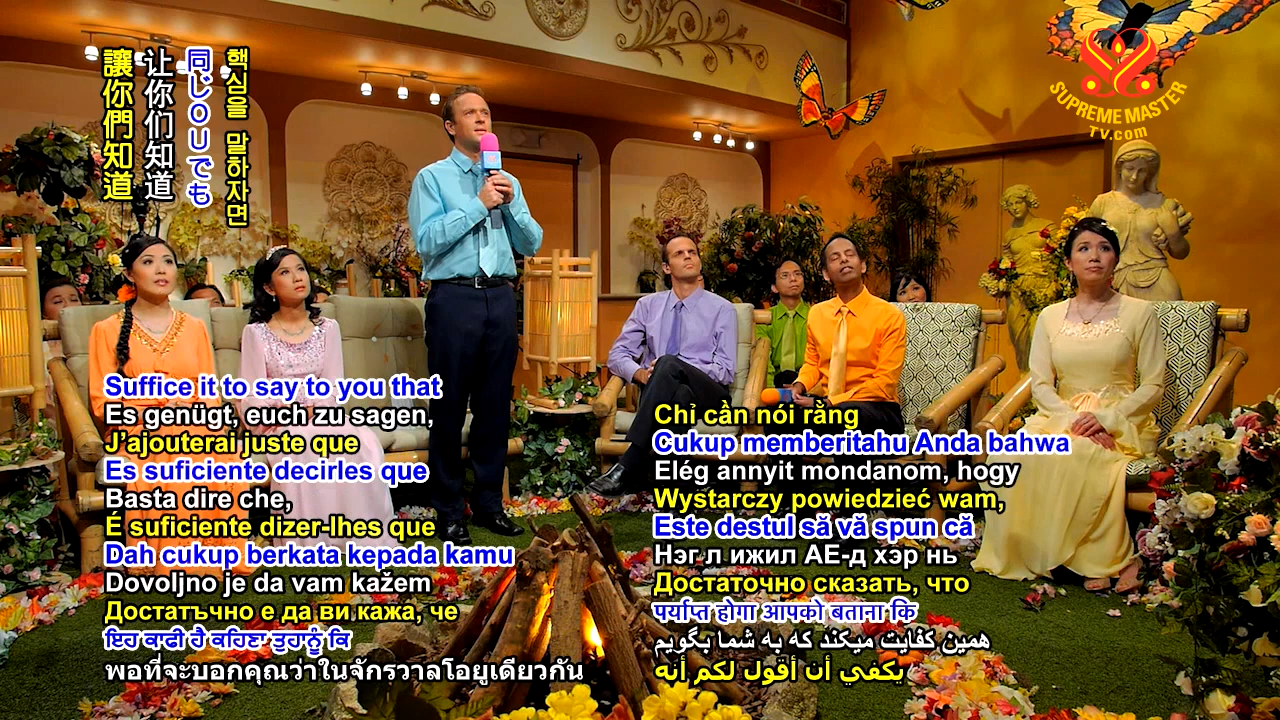 讓你們知道
让你们知道
同じOUでも
핵심을 말하자면
SUPREME MASTER
TV.com
Suffice it to say to you that
Es genügt, euch zu sagen,
J'ajouterai juste que
Es suficiente decirles que
Basta dire che,
É suficiente dizer-lhes que
Dah cukup berkata kepada kamu
Dovoljno je da vam kažem
Достатъчно е да ви кажа, че
ਇਹ ਕਾਫੀ ਹੈ ਕਹਿਣਾ ਤੁਹਾਨੂੰ ਕਿ
พอที่จะบอกคุณว่าในจักรวาลโอยูเดียวกัน
Chỉ cần nói rằng
Cukup memberitahu Anda bahwa
Elég annyit mondanom, hogy
Wystarczy powiedzieć wam,
Este destul să vă spun că
Нэг л ижил АЕ-д хэр нь
Достаточно сказать, что
पर्याप्त होगा आपको बताना कि
همین کفایت میکند که به شما بگویم
يكفي أن أقول لكم أنه